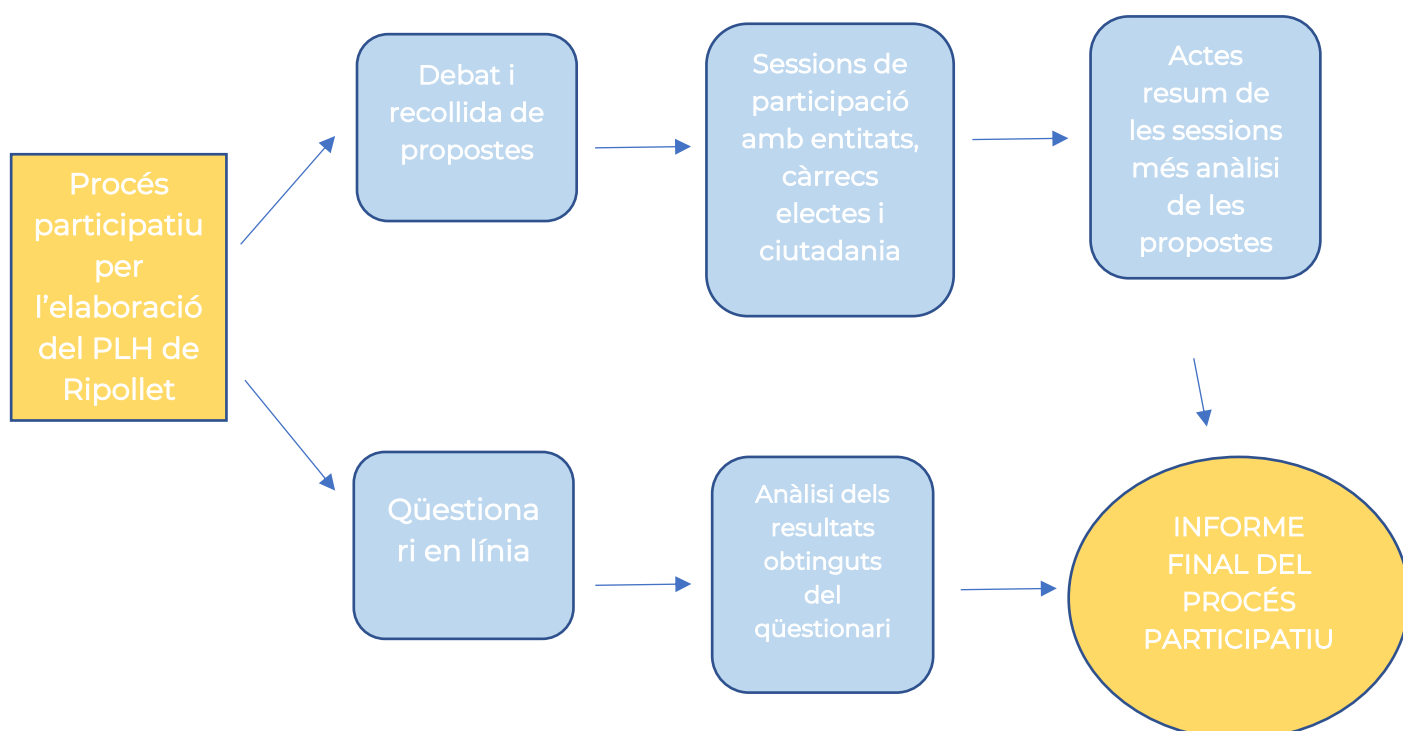 Procés
participatiu
per
l'elaboració
del PLH de
Ripollet
Debat i
recollida de
propostes
Sessions de
participació
amb entitats,
càrrecs
electes i
ciutadania
Actes
resum de
les sessions
més anàlisi
de les
propostes
Qüestiona
ri en línia
Anàlisi dels
resultats
obtinguts
del
qüestionari
INFORME
FINAL DEL
PROCÉS
PARTICIPATIU